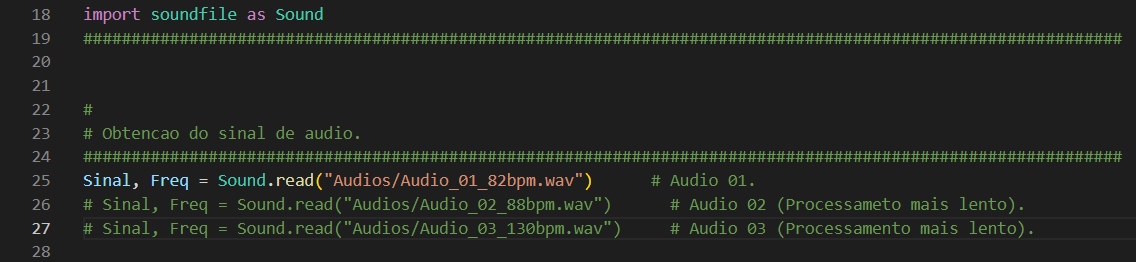 18 import soundfile as Sound
19 ############################################################################################################
20
21
22 #
23 # Obtencao do sinal de audio.
24 ############################################################################################################
25 Sinal, Freq = Sound.read("Audios/Audio_01_82bpm.wav") # Audio 01.
26 # Sinal, Freq = Sound.read("Audios/Audio_02_88bpm.wav") # Audio 02 (Processameto mais lento).
27 # Sinal, Freq = Sound.read("Audios/Audio_03_130bpm.wav") # Audio 03 (Processamento mais lento).
28